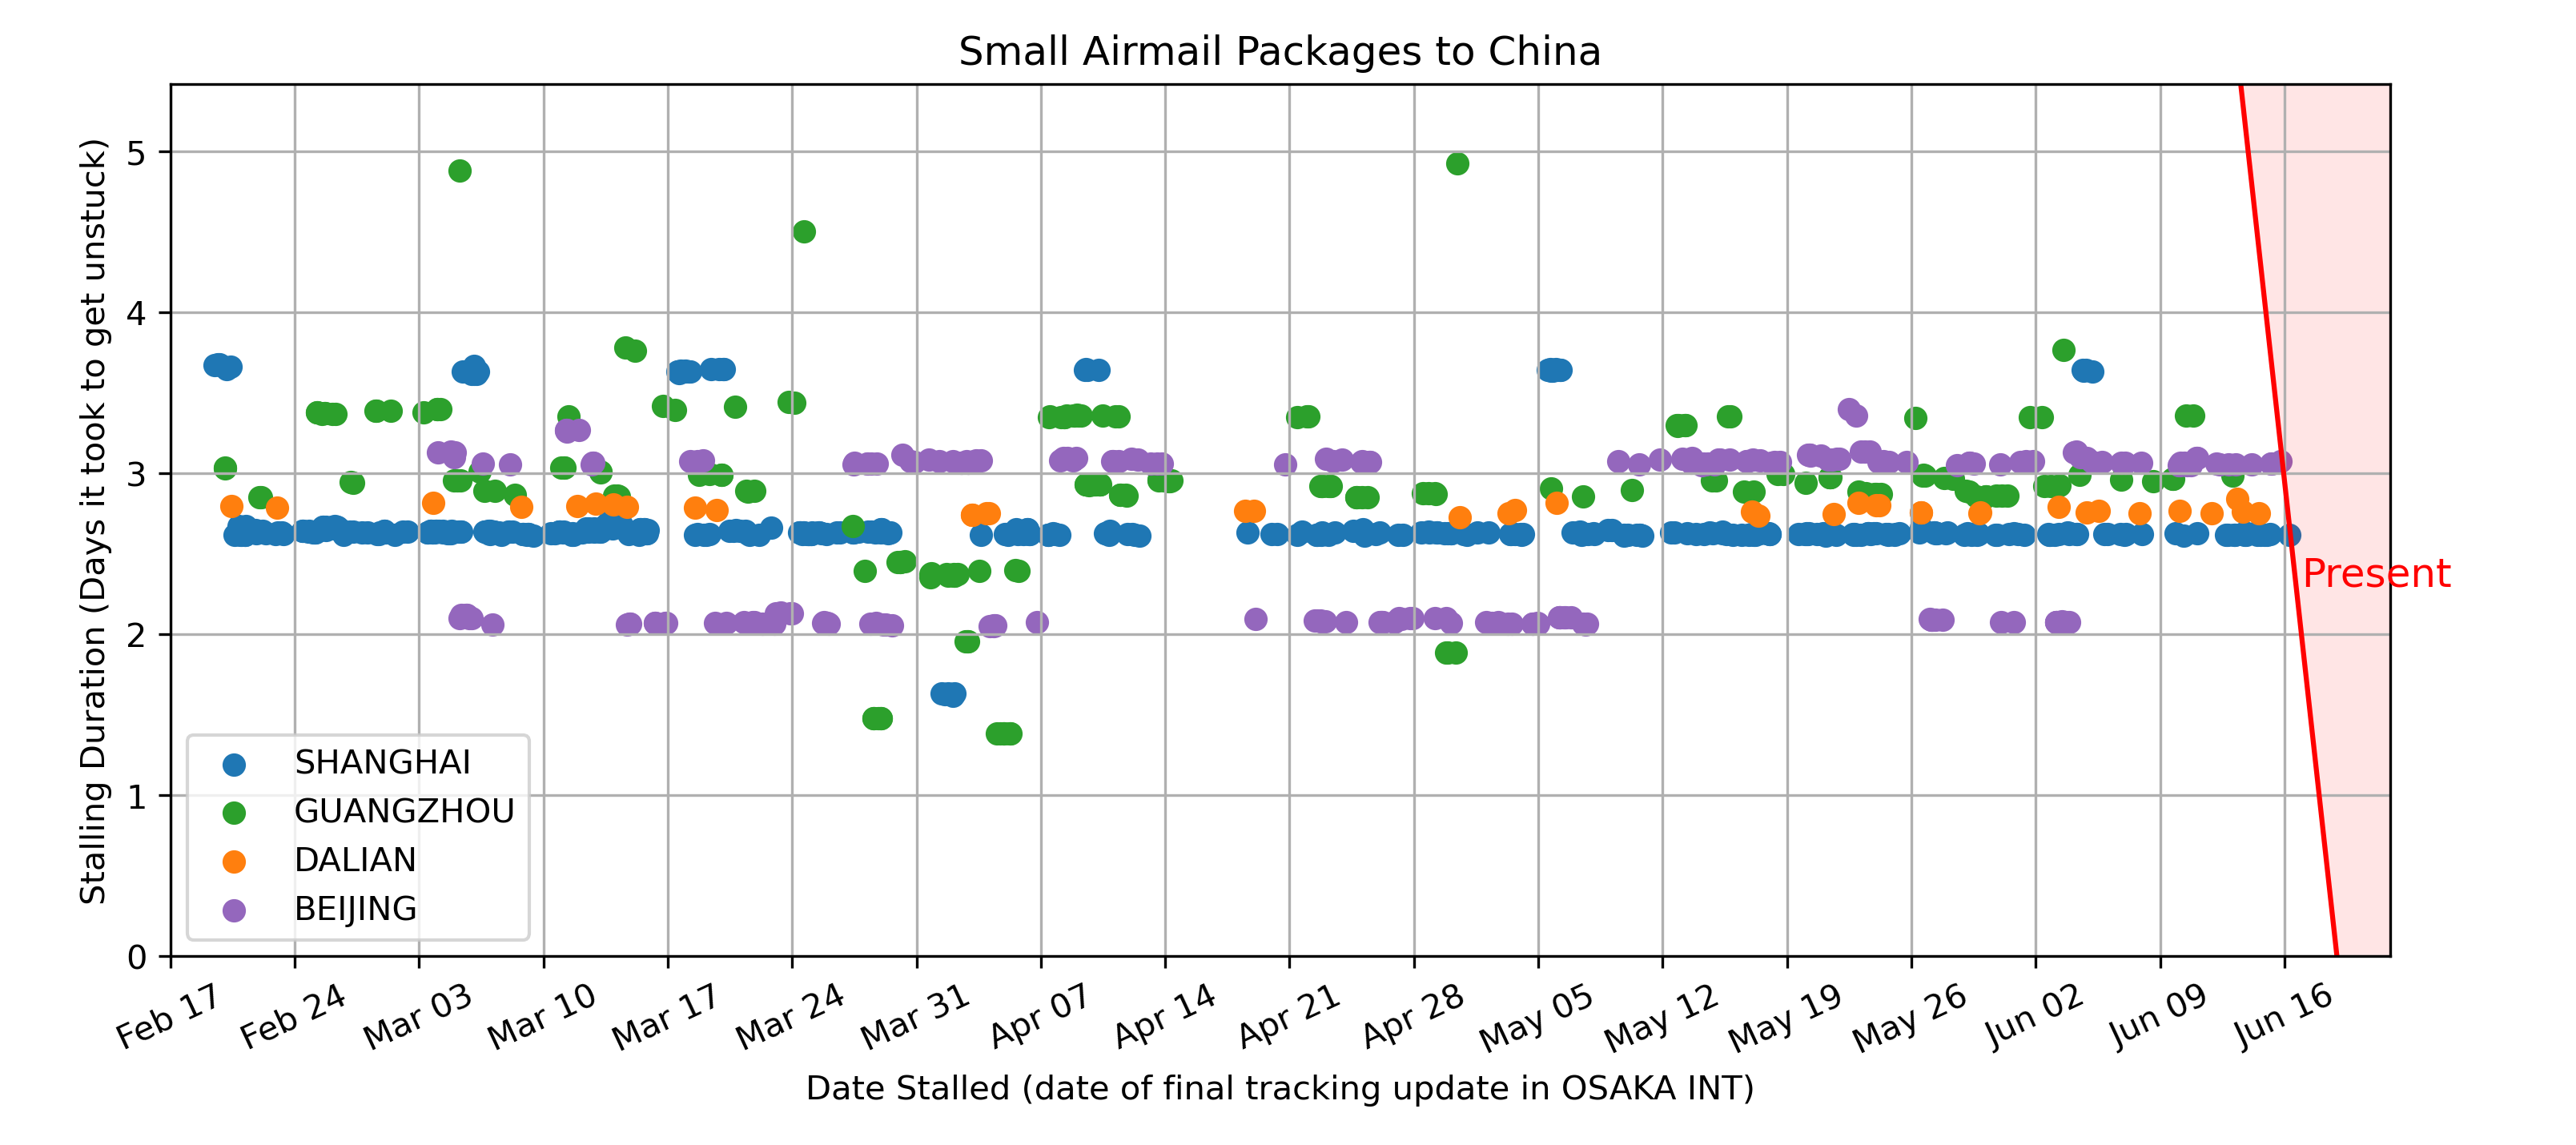 Small Airmail Packages to China
Stalling Duration (Days it took to get unstuck)
5
4
3
2
1
0
Present
SHANGHAI
GUANGZHOU
DALIAN
BEIJING
Feb 17
Feb 24
Mar 03
Mar 10
Mar 17
Mar 24
Mar 31
Apr 07
Apr 14
Apr 21
Apr 28
May 05
May 12
May 19
May 26
Jun 02
Jun 09
Jun 16
Date Stalled (date of final tracking update in OSAKA INT)